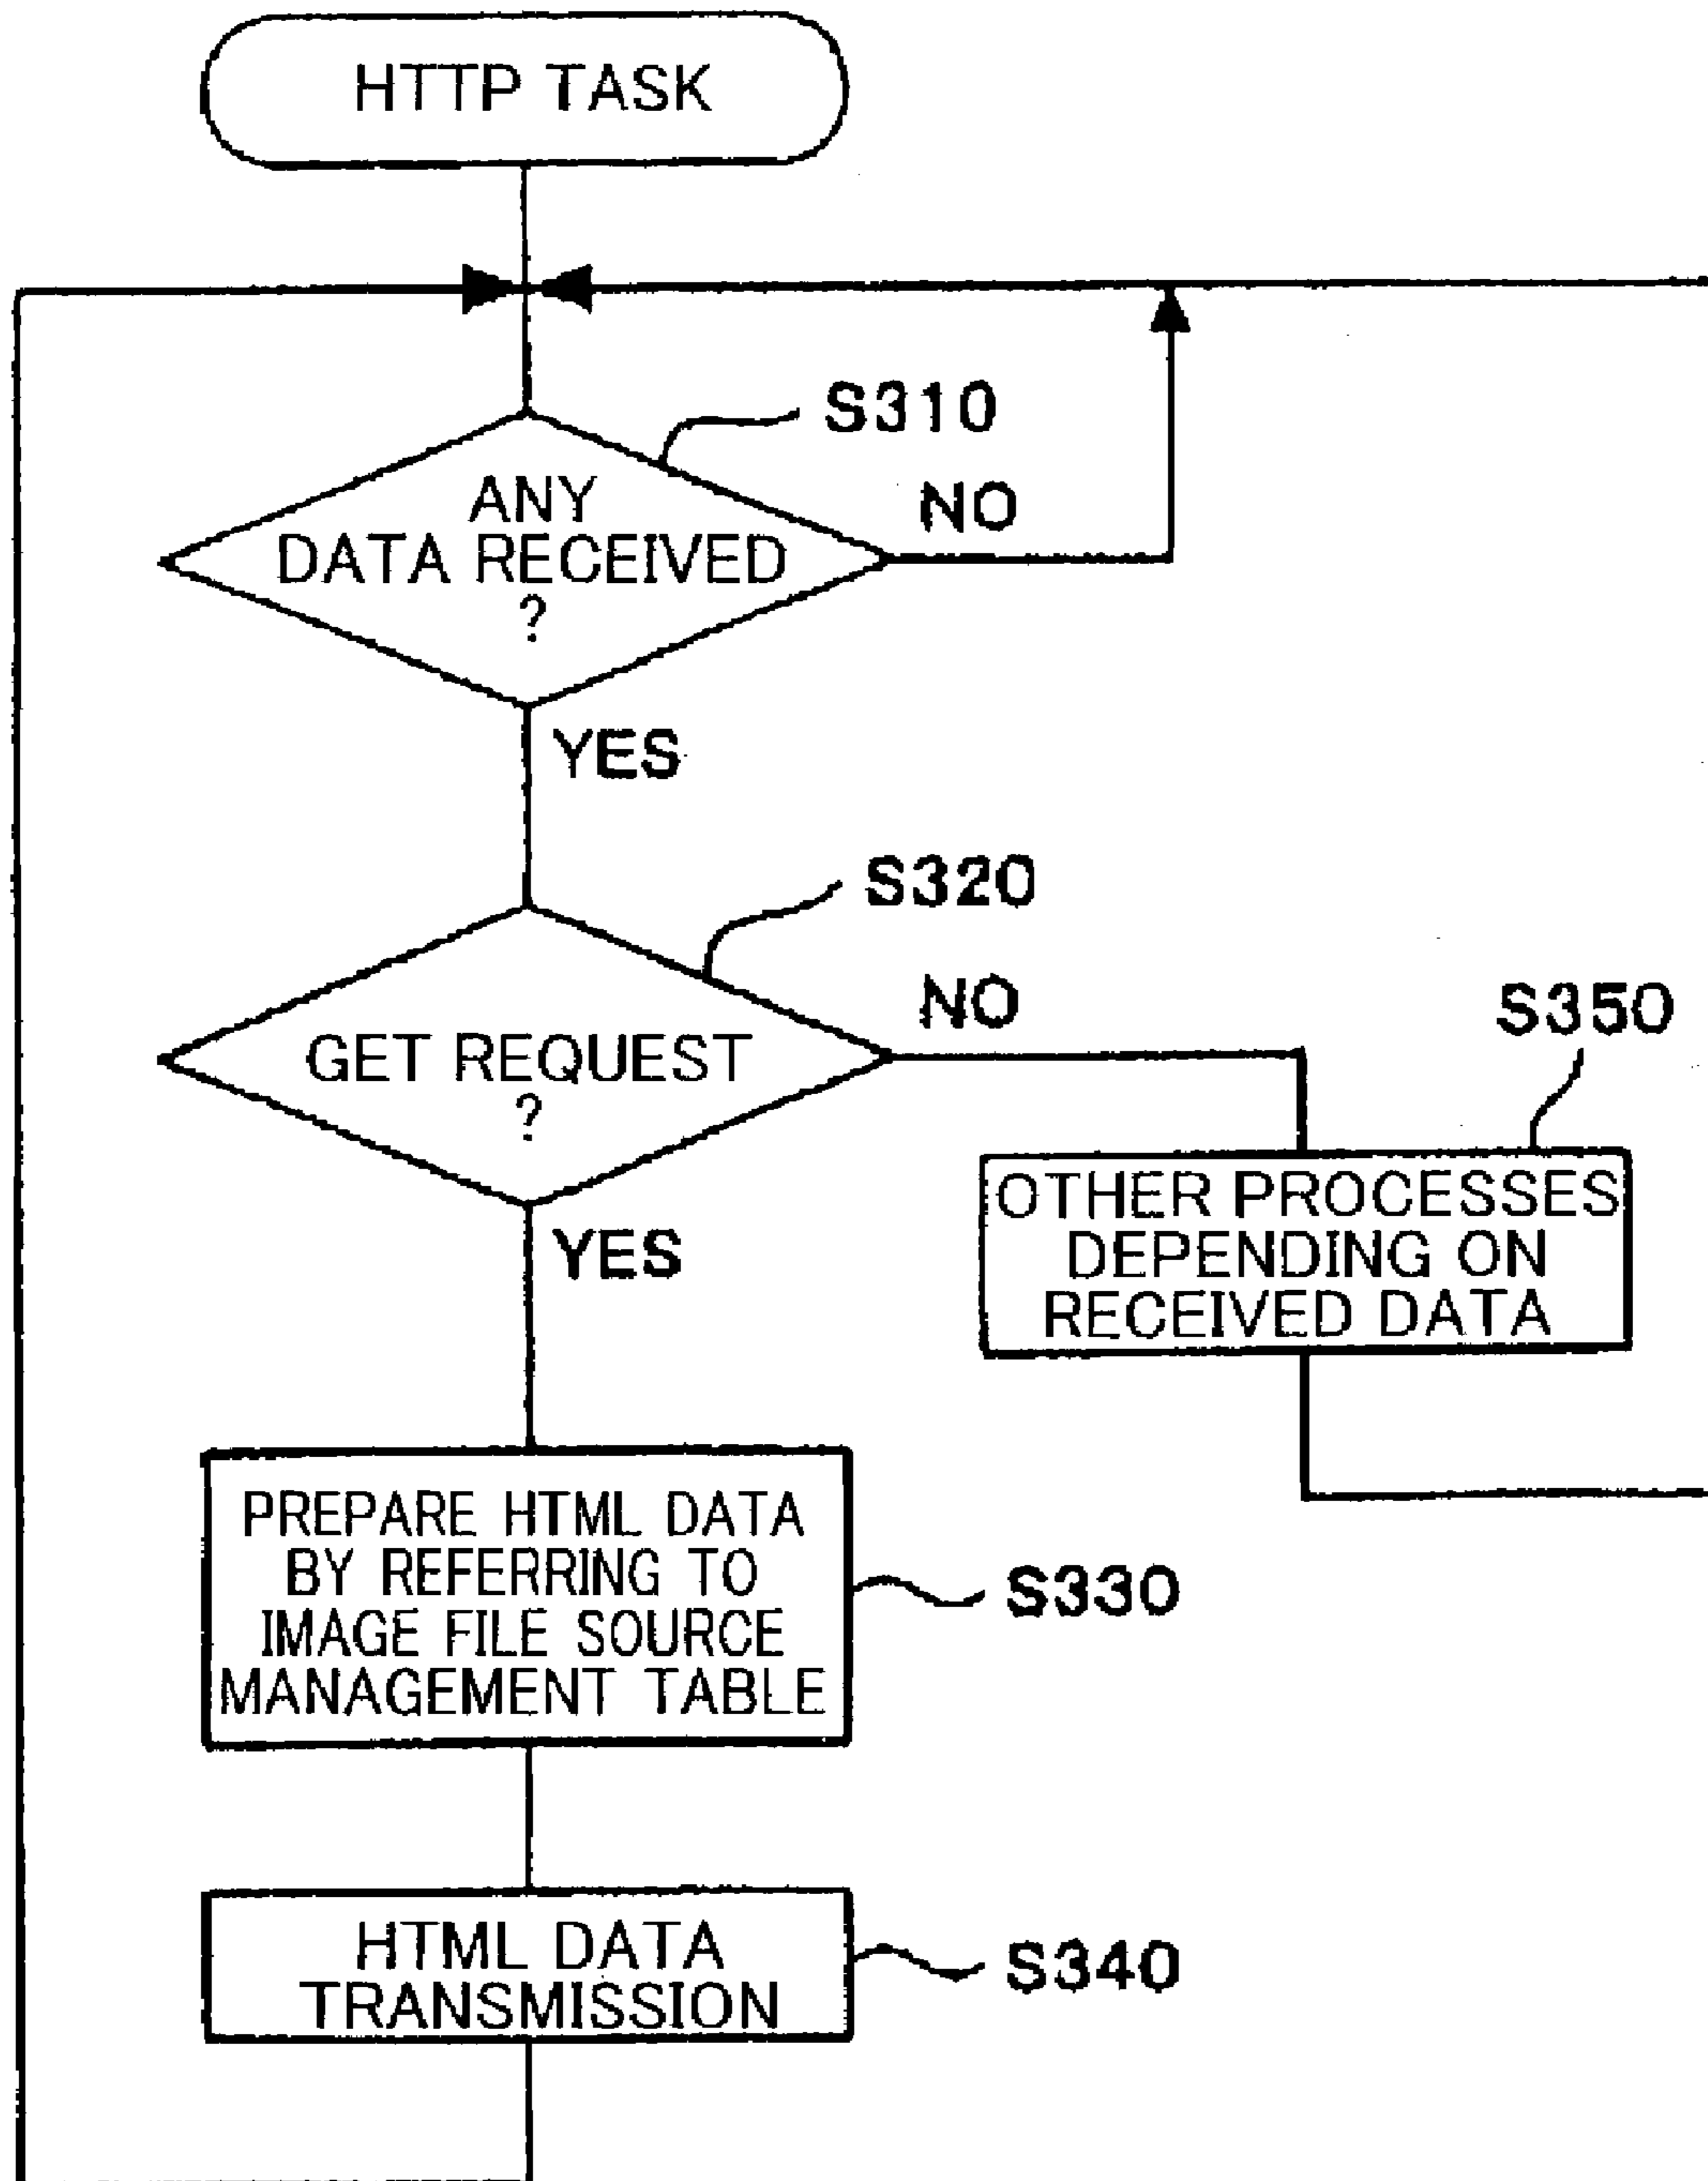 HTTP TASK
S310
ANY
DATA RECEIVED
?
NO
YES
S320
GET REQUEST
?
NO
YES
S350
OTHER PROCESSES
DEPENDING ON
RECEIVED DATA
PREPARE HTML DATA
BY REFERRING TO
IMAGE FILE SOURCE
MANAGEMENT TABLE
S330
HTML DATA
TRANSMISSION
S340